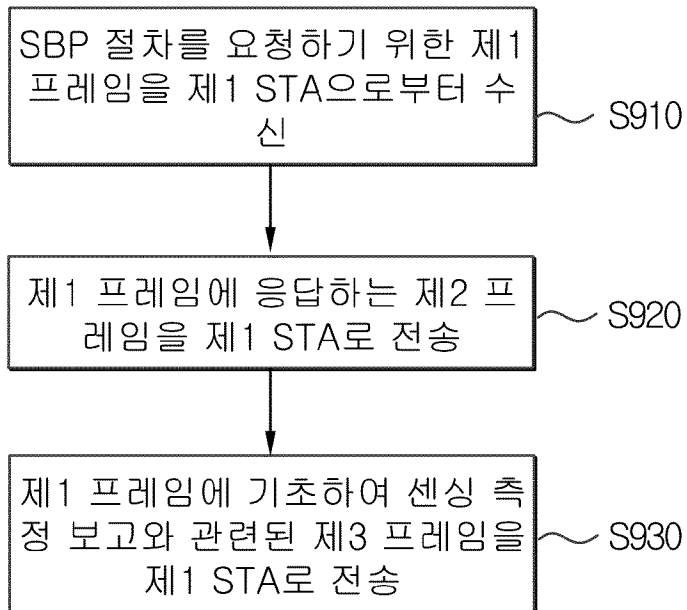 SBP 절차를 요청하기 위한 제1
프레임을 제1 STA으로부터 수
신
S910
제1 프레임에 응답하는 제2 프
레임을 제1 STA로 전송
S920
제1 프레임에 기초하여 센싱 측
정 보고와 관련된 제3 프레임을
제1 STA로 전송
S930